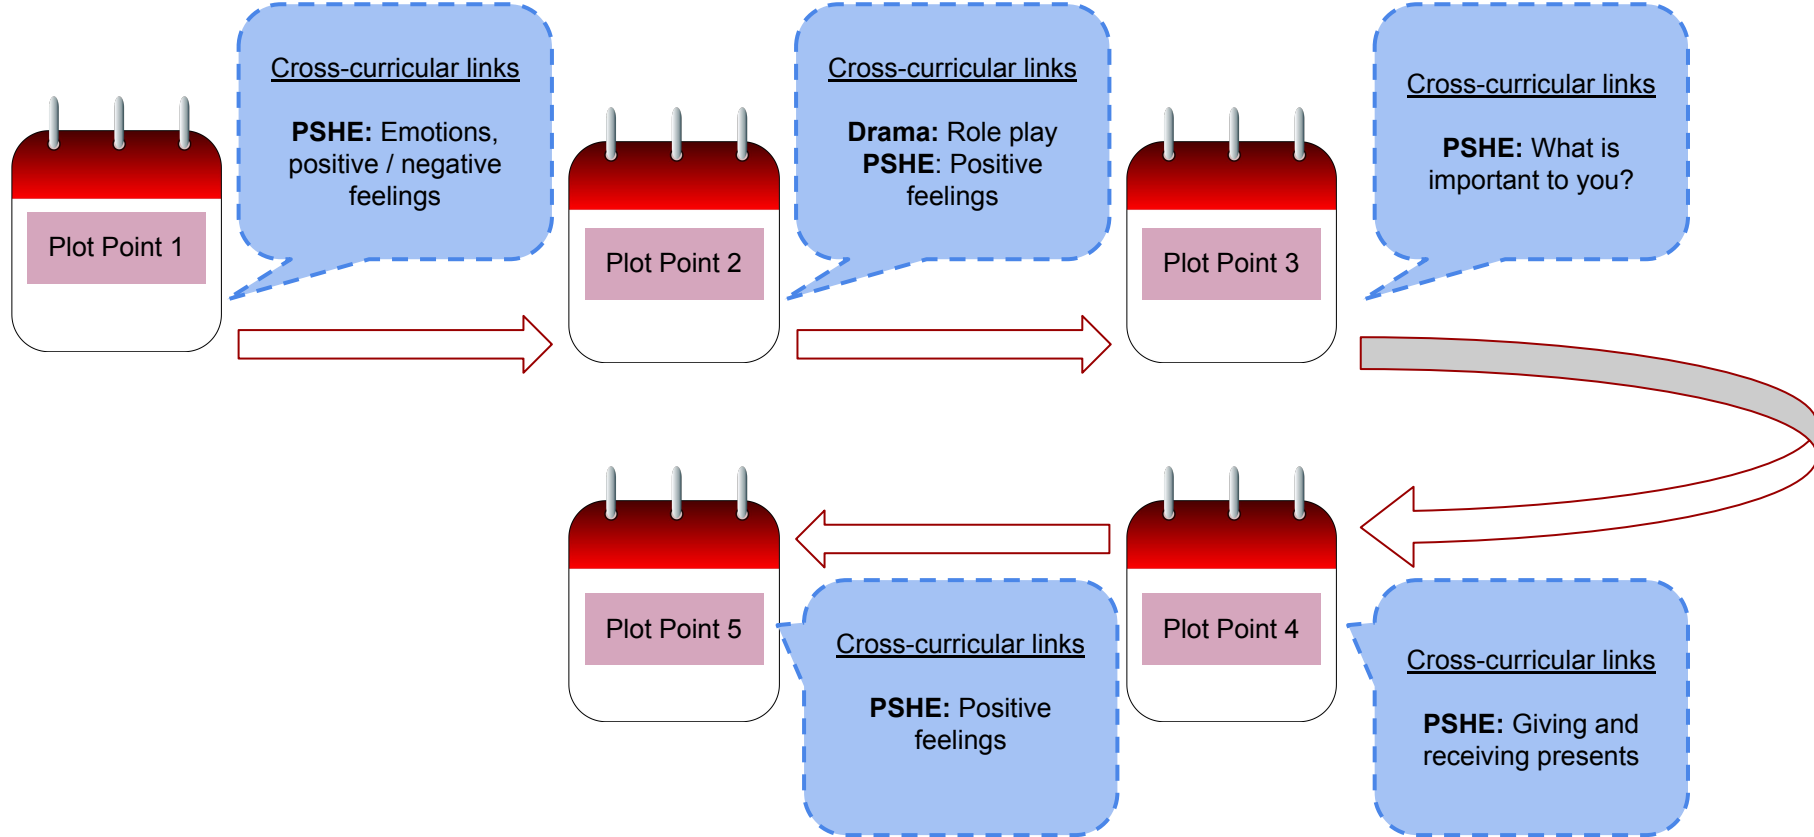 Plot Point 1
Cross-curricular links
PSHE: Emotions,
positive / negative
feelings
Plot Point 2
Cross-curricular links
Drama: Role play
PSHE: Positive
feelings
Plot Point 3
Cross-curricular links
PSHE: What is
important to you?
Plot Point 4
Cross-curricular links
PSHE: Giving and
receiving presents
Plot Point 5
Cross-curricular links
PSHE: Positive
feelings